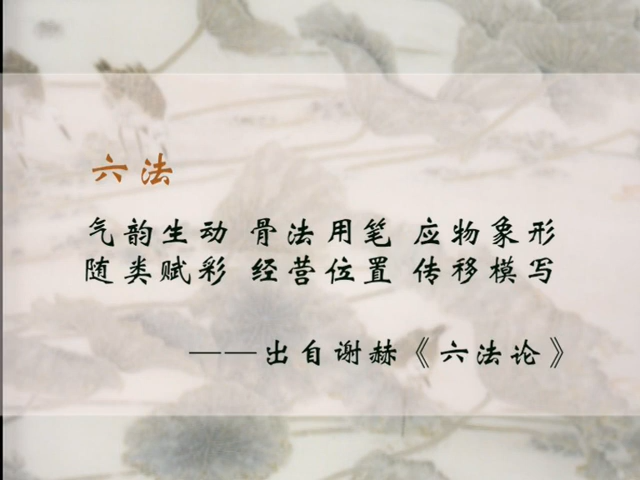 六法
气韵生动 骨法用笔 应物象形
随类赋彩 经营位置 传移模写
——出自谢赫《六法论》